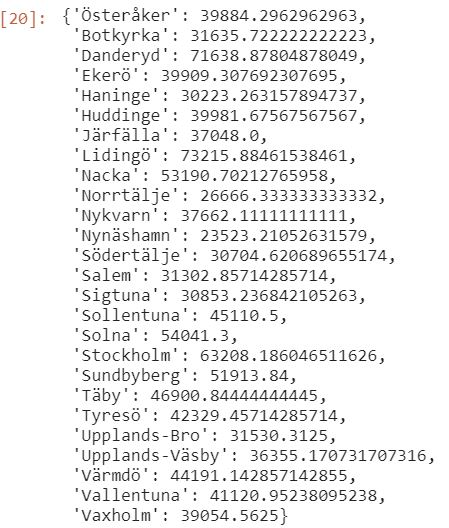 [20]: {'Österåker': 39884.2962962963,
'Botkyrka': 31635.722222222223,
'Danderyd': 71638.87804878049,
'Ekerö': 39909.307692307695,
'Haninge': 30223.263157894737,
'Huddinge': 39981.67567567567,
'Järfälla': 37048.0,
'Lidingö': 73215.88461538461,
'Nacka': 53190.70212765958,
'Norrtälje': 26666.333333333332,
'Nykvarn': 37662.11111111111,
'Nynäshamn': 23523.21052631579,
'Södertälje': 30704.620689655174,
'Salem': 31302.85714285714,
'Sigtuna': 30853.236842105263,
'Sollentuna': 45110.5,
'Solna': 54041.3,
'Stockholm': 63208.186046511626,
'Sundbyberg': 51913.84,
'Täby': 46900.84444444445,
'Tyresö': 42329.45714285714,
'Upplands-Bro': 31530.3125,
'Upplands-Väsby': 36355.170731707316,
'Värmdö': 44191.142857142855,
'Vallentuna': 41120.95238095238,
'Vaxholm': 39054.5625}